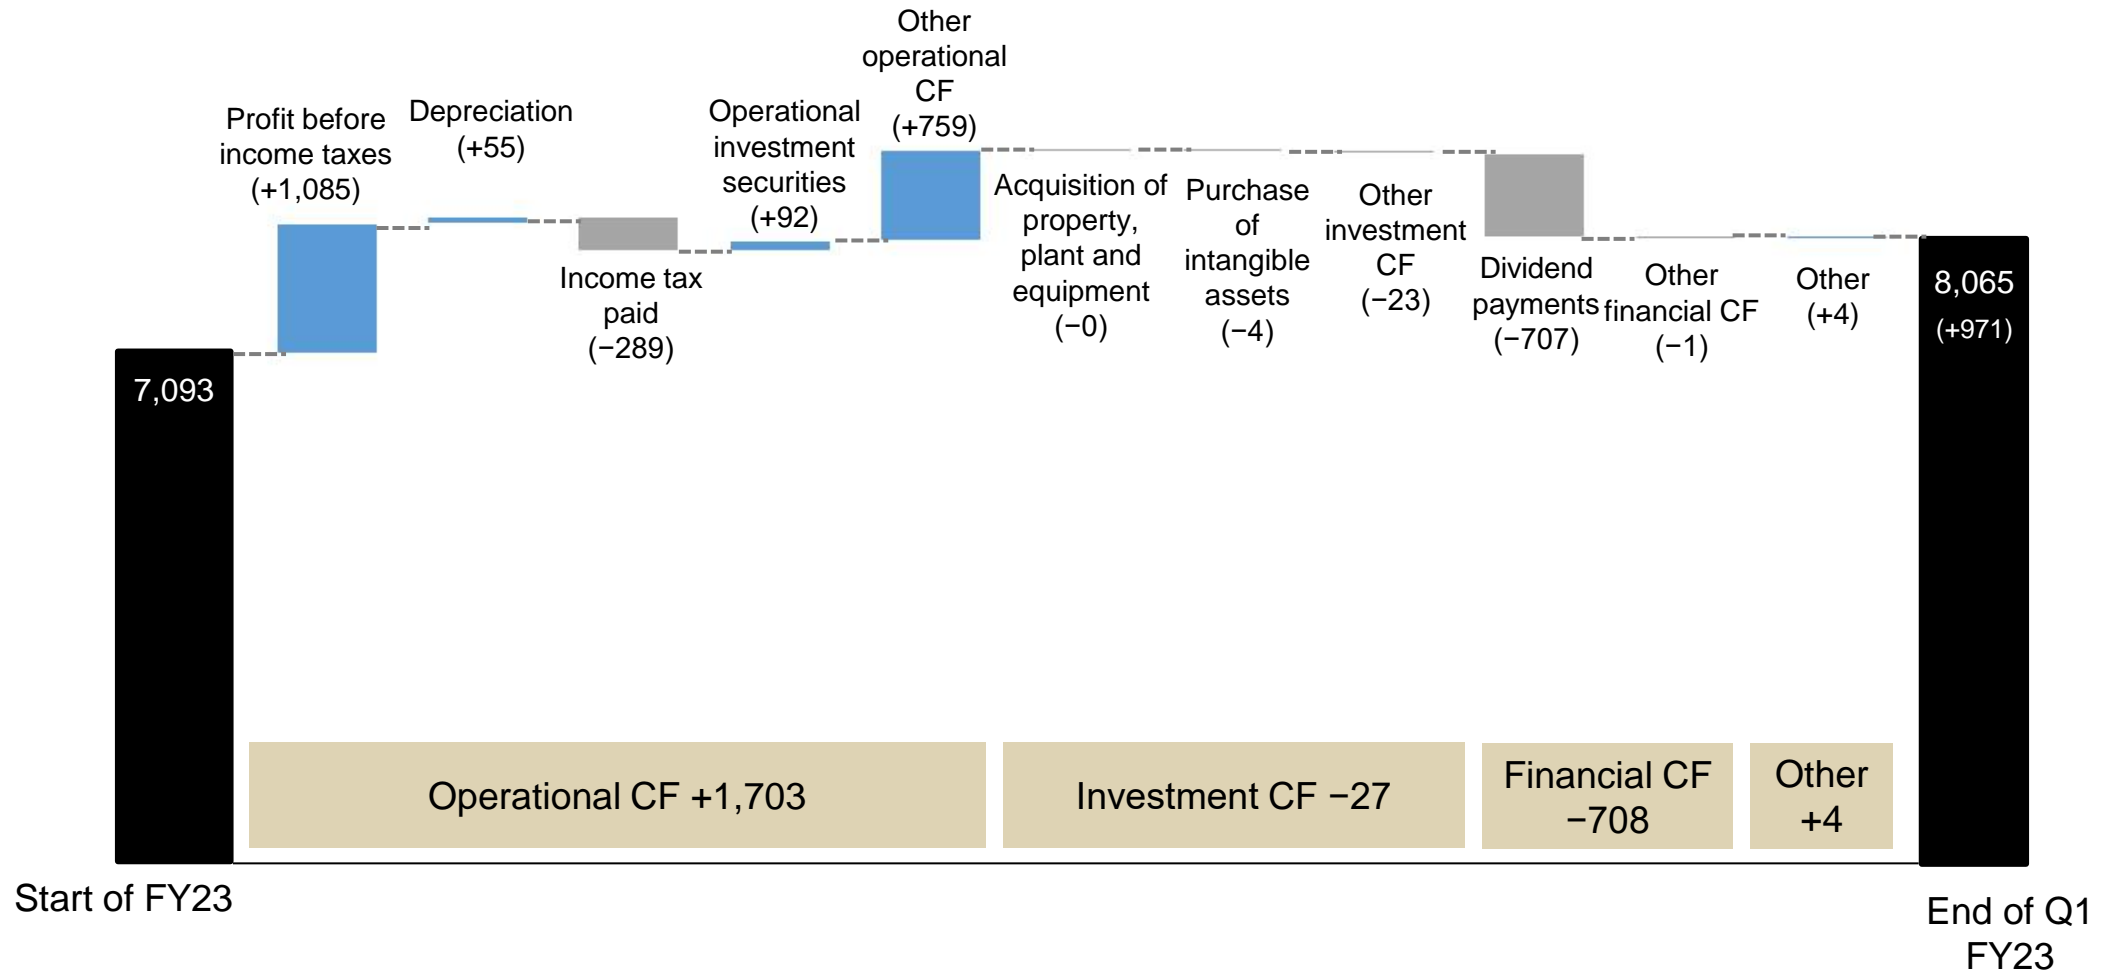 Other
operational
CF
(+759)
Profit before
income taxes
(+1,085)
Depreciation
(+55)
Income tax
paid
(−289)
Operational
investment
securities
(+92)
Acquisition of
property,
plant and
equipment
(−0)
Purchase
of
intangible
assets
(−4)
Other
investment
CF
(−23)
Dividend
payments
(−707)
Other
financial CF
(−1)
Other
(+4)
8,065
(+971)
7,093
Operational CF +1,703
Investment CF −27
Financial CF
−708
Other
+4
Start of FY23
End of Q1
FY23